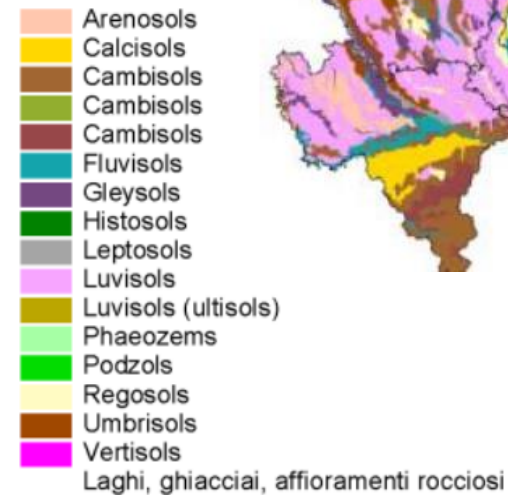 Arenosols
Calcisols
Cambisols
Cambisols
Cambisols
Fluvisols
Gleysols
Histosols
Leptosols
Luvisols
Luvisols (ultisols)
Phaeozems
Podzols
Regosols
Umbrisols
Vertisols
Laghi, ghiacciai, affioramenti rocciosi